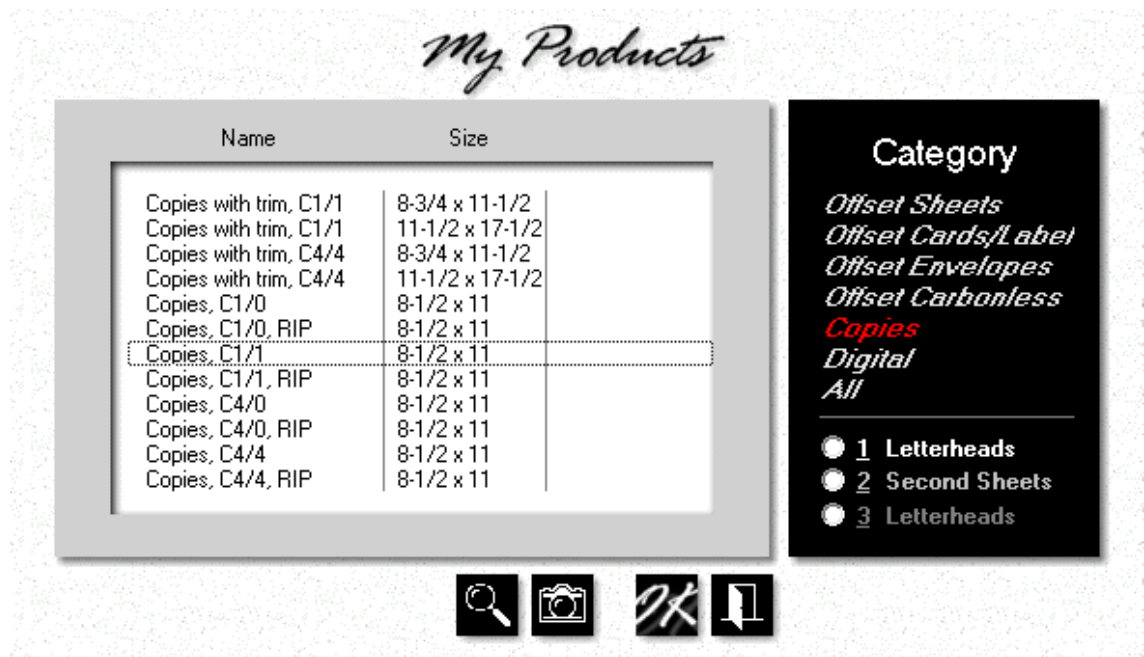 My Products
Name Size
Copies with trim, C1/1 8-3/4 x 11-1/2
Copies with trim, C1/1 11-1/2 x 17-1/2
Copies with trim, C4/4 8-3/4 x 11-1/2
Copies with trim, C4/4 11-1/2 x 17-1/2
Copies, C1/0 8-1/2 x 11
Copies, C1/0, RIP 8-1/2 x 11
Copies, C1/1 8-1/2 x 11
Copies, C1/1, RIP 8-1/2 x 11
Copies, C4/0 8-1/2 x 11
Copies, C4/0, RIP 8-1/2 x 11
Copies, C4/4 8-1/2 x 11
Copies, C4/4, RIP 8-1/2 x 11
Category
Offset Sheets
Offset Cards/Label
Offset Envelopes
Offset Carbonless
Copies
Digital
All
1 Letterheads
2 Second Sheets
3 Letterheads
OK